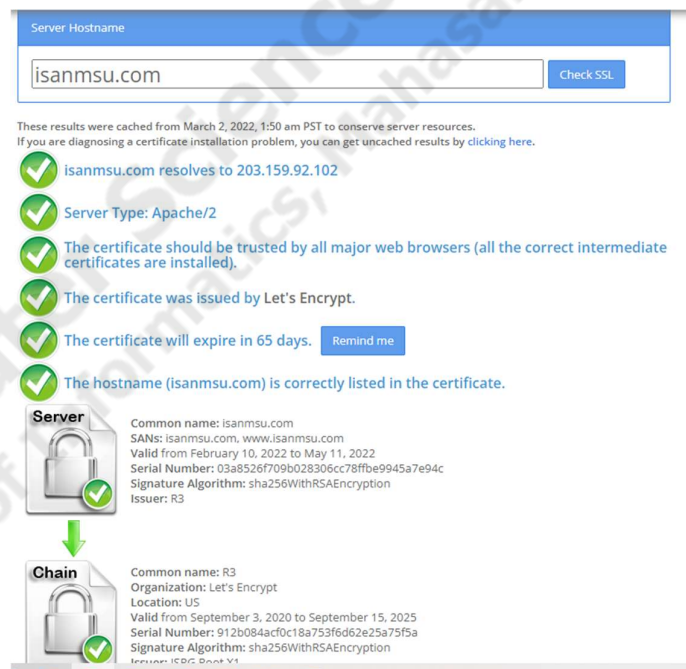 Server Hostname
isanmsu.com
Check SSL
These results were cached from March 2, 2022, 1:50 am PST to conserve server resources.
If you are diagnosing a certificate installation problem, you can get uncached results by clicking here.
isanmsu.com resolves to 203.159.92.102
Server Type: Apache/2
The certificate should be trusted by all major web browsers (all the correct intermediate
certificates are installed).
The certificate was issued by Let's Encrypt.
The certificate will expire in 65 days. Remind me
The hostname (isanmsu.com) is correctly listed in the certificate.
Server
Common name: isanmsu.com
SANs: isanmsu.com, www.isanmsu.com
Valid from February 10, 2022 to May 11, 2022
Serial Number: 03a8526f709b028306cc78ffbe9945a7e94c
Signature Algorithm: sha256WithRSAEncryption
Issuer: R3
Chain
Common name: R3
Organization: Let's Encrypt
Location: US
Valid from September 3, 2020 to September 15, 2025
Serial Number: 912b084acf0c18a753f6d62e25a75f5a
Signature Algorithm: sha256WithRSAEncryption
Issuer: ISRG Root X1